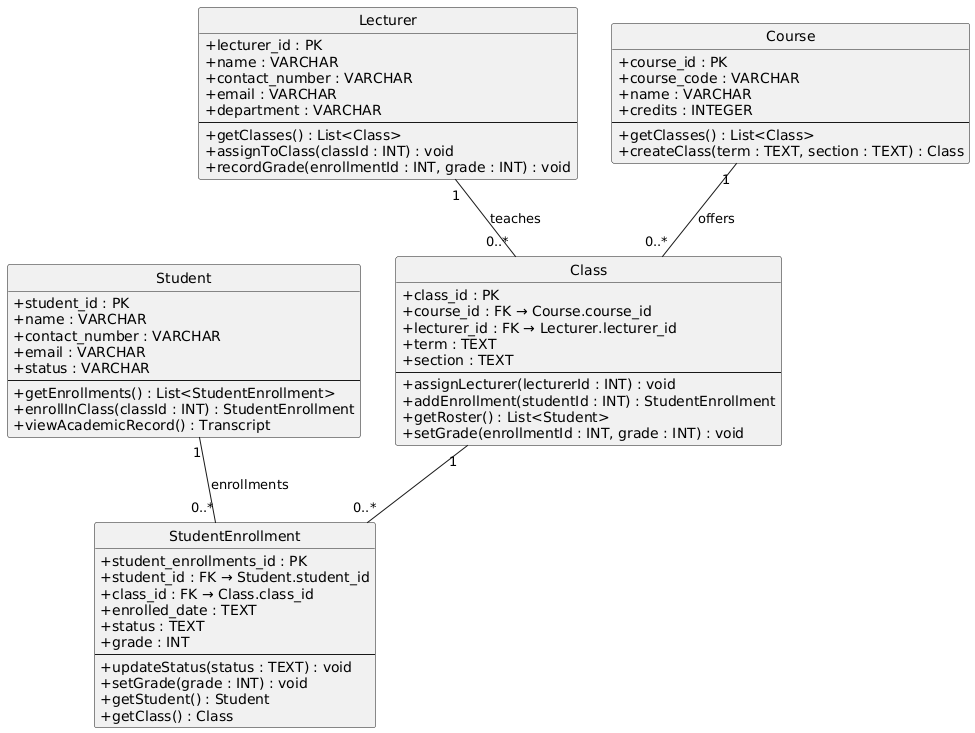 Lecturer
+lecturer_id : PK
+name : VARCHAR
+contact_number : VARCHAR
+email : VARCHAR
+department : VARCHAR
+getClasses() : List<Class>
+assignToClass(classId : INT) : void
+recordGrade(enrollmentId : INT, grade : INT) : void
Course
+course_id : PK
+course_code : VARCHAR
+name : VARCHAR
+credits : INTEGER
+getClasses() : List<Class>
+createClass(term : TEXT, section : TEXT) : Class
1
teaches
0..*
1
offers
0..*
Student
+student_id : PK
+name : VARCHAR
+contact_number : VARCHAR
+email : VARCHAR
+status : VARCHAR
+getEnrollments() : List<StudentEnrollment>
+enrollInClass(classId : INT) : StudentEnrollment
+viewAcademicRecord() : Transcript
Class
+class_id : PK
+course_id : FK → Course.course_id
+lecturer_id : FK → Lecturer.lecturer_id
+term : TEXT
+section : TEXT
+assignLecturer(lecturerId : INT) : void
+addEnrollment(studentId : INT) : StudentEnrollment
+getRoster() : List<Student>
+setGrade(enrollmentId : INT, grade : INT) : void
1
enrollments
0..*
1
0..*
StudentEnrollment
+student_enrollments_id : PK
+student_id : FK → Student.student_id
+class_id : FK → Class.class_id
+enrolled_date : TEXT
+status : TEXT
+grade : INT
+updateStatus(status : TEXT) : void
+setGrade(grade : INT) : void
+getStudent() : Student
+getClass() : Class